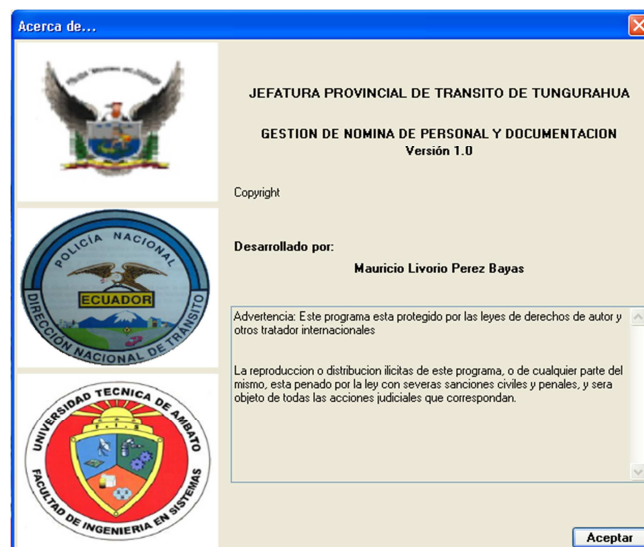 Acerca de...
JEFATURA PROVINCIAL DE TRANSITO DE TUNGURAHUA
GESTION DE NOMINA DE PERSONAL Y DOCUMENTACION
Versión 1.0
Copyright
POLICÍA NACIONAL
ECUADOR
DIRECCIÓN NACIONAL DE TRÁNSITO
Desarrollado por:
Mauricio Livorio Perez Bayas
Advertencia: Este programa esta protegido por las leyes de derechos de autor y
otros tratador internacionales
La reproduccion o distribution ilicitas de este programa, o de cualquier parte del
mismo, esta penado por la ley con severas sanciones civiles y penales, y sera
objeto de todas las acciones judiciales que correspondan.
UNIVERSIDAD TECNICA DE AMBATO
FACULTAD DE INGENIERIA EN SISTEMAS
Aceptar